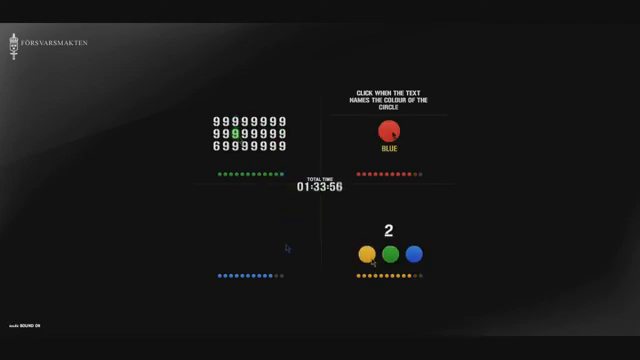 FÖRSVARSMAKTEN
CLICK WHEN THE TEXT
NAMES THE COLOUR OF THE
CIRCLE
99999999
99999999
69999999
BLUE
TOTAL TIME
01:33:56
2
SOUND ON